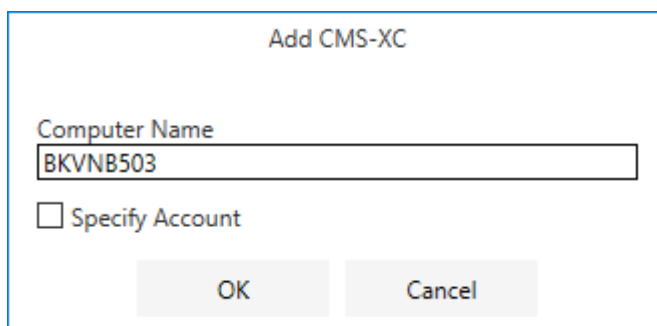 Add CMS-XC
Computer Name
BKVNB503
Specify Account
OK Cancel